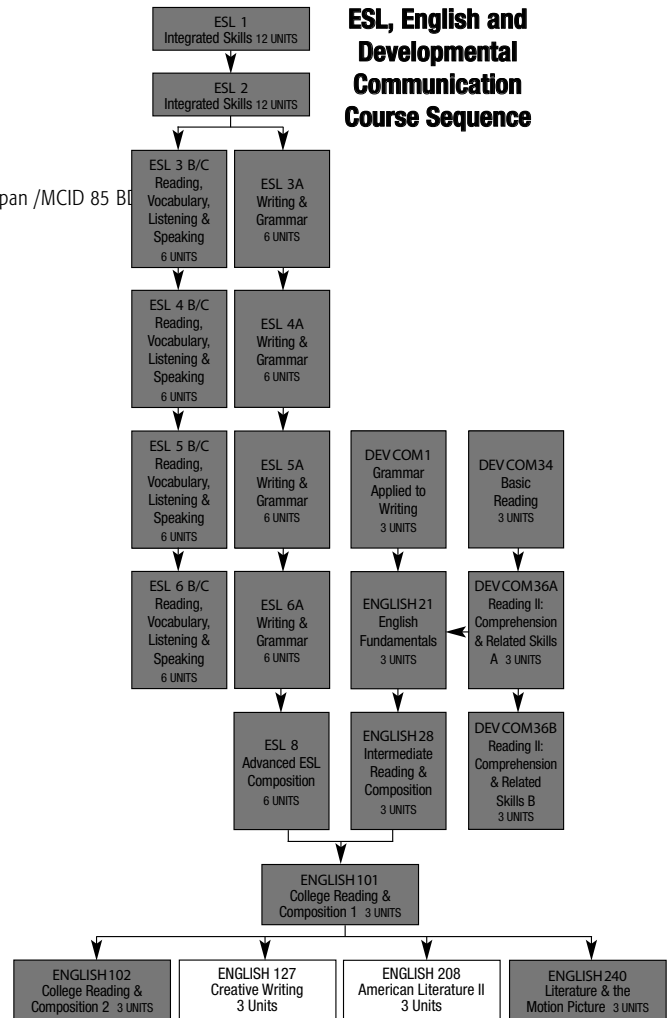 ESL, English and
Developmental
Communication
Course Sequence
ESL 1
Integrated Skills 12 UNITS
ESL 2
Integrated Skills 12 UNITS
pan /MCID 85 BD
ESL 3 B/C
Reading,
Vocabulary,
Listening &
Speaking
6 UNITS
ESL 3A
Writing &
Grammar
6 UNITS
ESL 4 B/C
Reading,
Vocabulary,
Listening &
Speaking
6 UNITS
ESL 4A
Writing &
Grammar
6 UNITS
ESL 5 B/C
Reading,
Vocabulary,
Listening &
Speaking
6 UNITS
ESL 5A
Writing &
Grammar
6 UNITS
DEV COM 1
Grammar
Applied to
Writing
3 UNITS
DEV COM 34
Basic
Reading
3 UNITS
ESL 6 B/C
Reading,
Vocabulary,
Listening &
Speaking
6 UNITS
ESL 6A
Writing &
Grammar
6 UNITS
ENGLISH 21
English
Fundamentals
3 UNITS
DEV COM 36A
Reading II:
Comprehension
& Related Skills
A 3 UNITS
ESL 8
Advanced ESL
Composition
6 UNITS
ENGLISH 28
Intermediate
Reading &
Composition
3 UNITS
DEV COM 36B
Reading II:
Comprehension
& Related
Skills B
3 UNITS
ENGLISH 101
College Reading &
Composition 1 3 UNITS
ENGLISH 102
College Reading &
Composition 2 3 UNITS
ENGLISH 127
Creative Writing
3 Units
ENGLISH 208
American Literature II
3 Units
ENGLISH 240
Literature & the
Motion Picture 3 UNITS